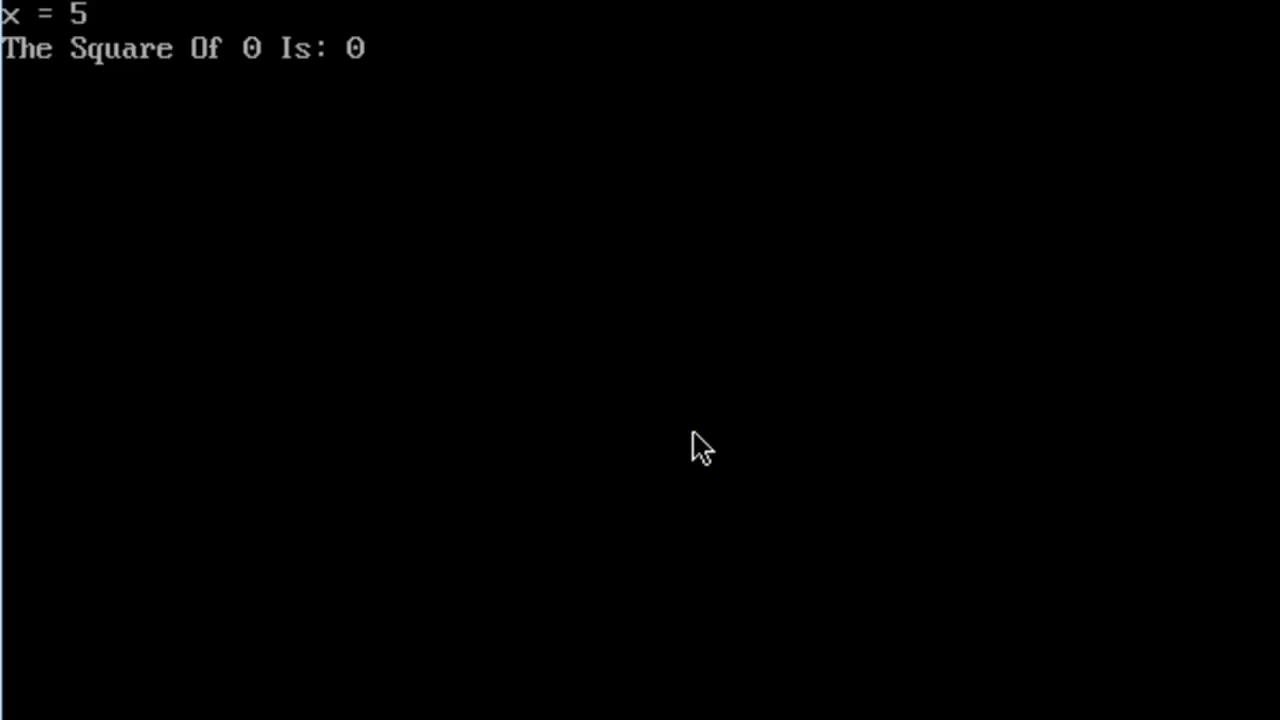 x = 5
The Square Of 0 Is: 0